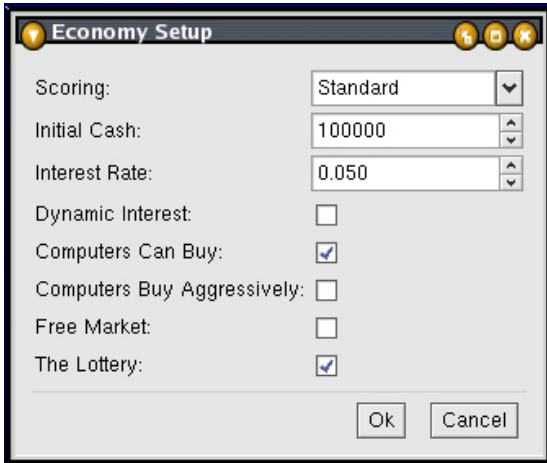 Economy Setup
Scoring: Standard
Initial Cash: 100000
Interest Rate: 0.050
Dynamic Interest:
Computers Can Buy:
Computers Buy Aggressively:
Free Market:
The Lottery:
Ok Cancel